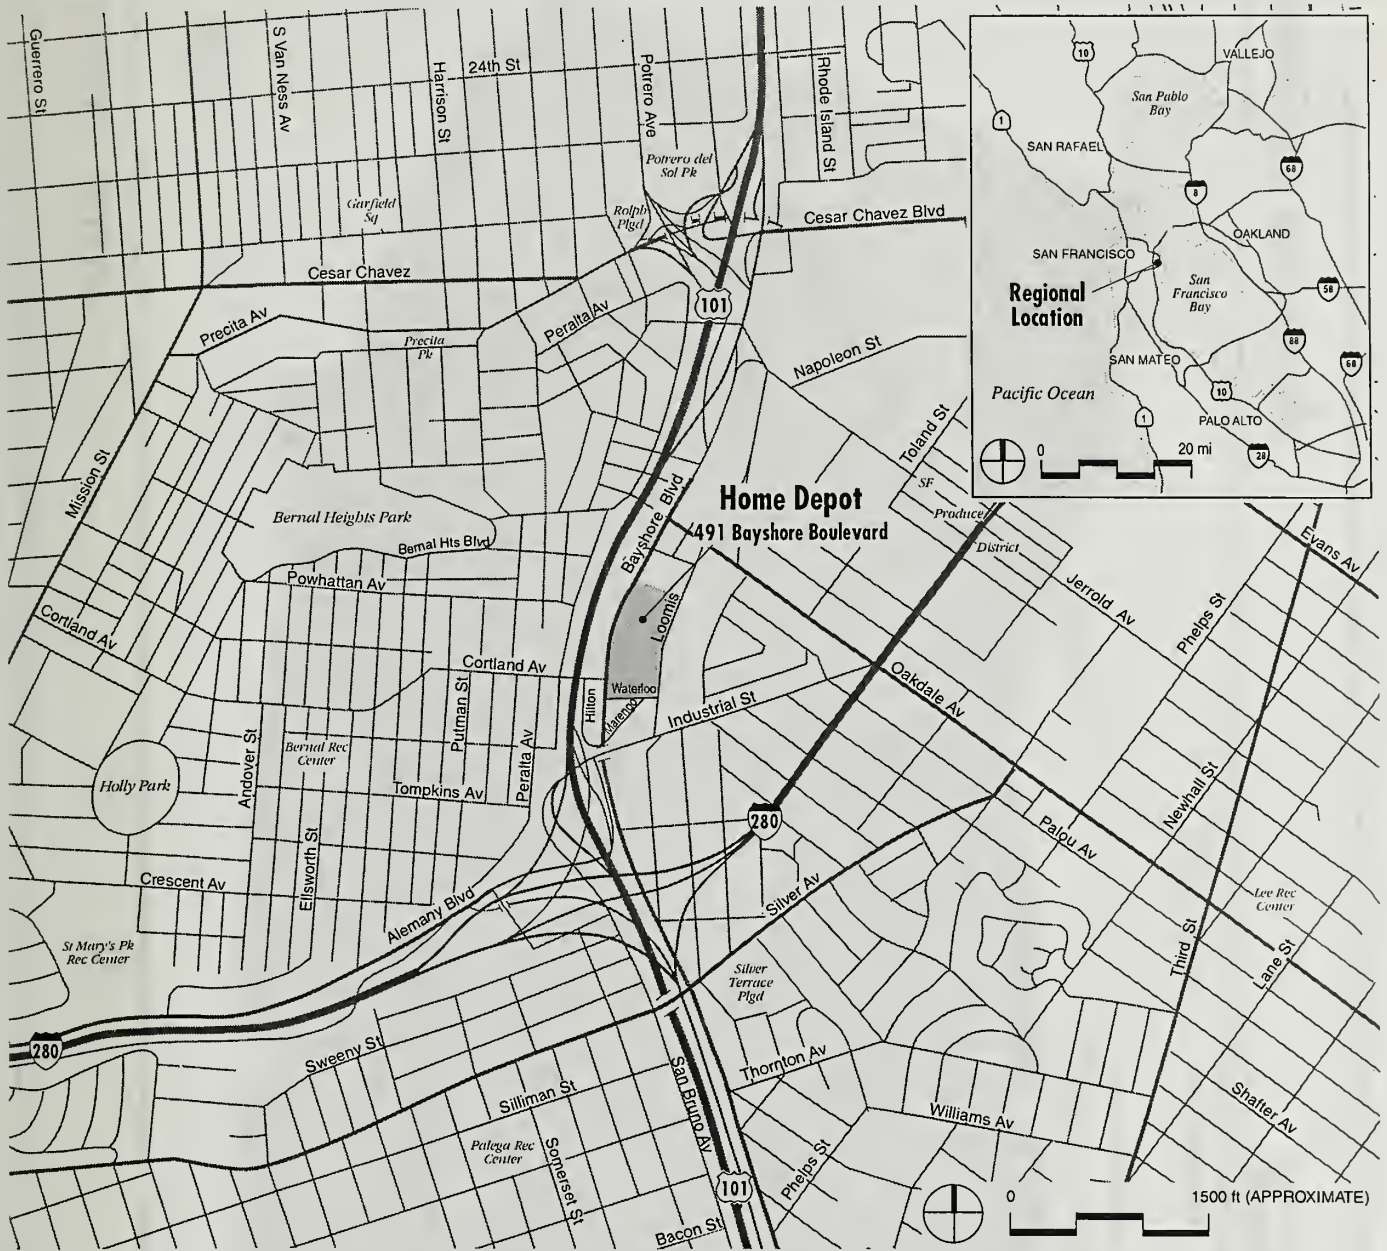 Guerrero St
S Van Ness Av
Harrison St
24th St
Potrero Ave
Rhode Island St
Potrero del
Sol Pk
Garfield
Sq
Rolph
Plgd
Cesar Chavez Blvd
Cesar Chavez
101
Precita Av
Precita
Pk
Peralta Av
Napoleon St
Toland St
SF
Produce
District
Mission St
Bayshore Blvd
Home Depot
491 Bayshore Boulevard
Bernal Heights Park
Bernal Hts Blvd
Powhattan Av
Evans Av
Jerrold Av
Phelps St
Loomis
Cortland Av
Cortland Av
Putman St
Hilton
Waterloo
Marengo
Industrial St
Oakdale Av
Andover St
Bernal Rec
Center
Peralta Av
Holly Park
Tompkins Av
Newhall St
280
Palou Av
Ellsworth St
Crescent Av
Alemany Blvd
Silver Av
Lee Rec
Center
St Mary's Pk
Rec Center
Silver
Terrace
Plgd
Third St
Lane St
280
Sweeny St
San Bruno Av
Thornton Av
Silliman St
Williams Av
Shafter Av
Palega Rec
Center
Somerset St
Phelps St
101
Bacon St
0
1500 ft (APPROXIMATE)
10
VALLEJO
San Pablo
Bay
1
SAN RAFAEL
68
8
OAKLAND
SAN FRANCISCO
Regional
Location
San
Francisco
Bay
58
88
68
SAN MATEO
10
Pacific Ocean
1
PALO ALTO
0
20 mi
28